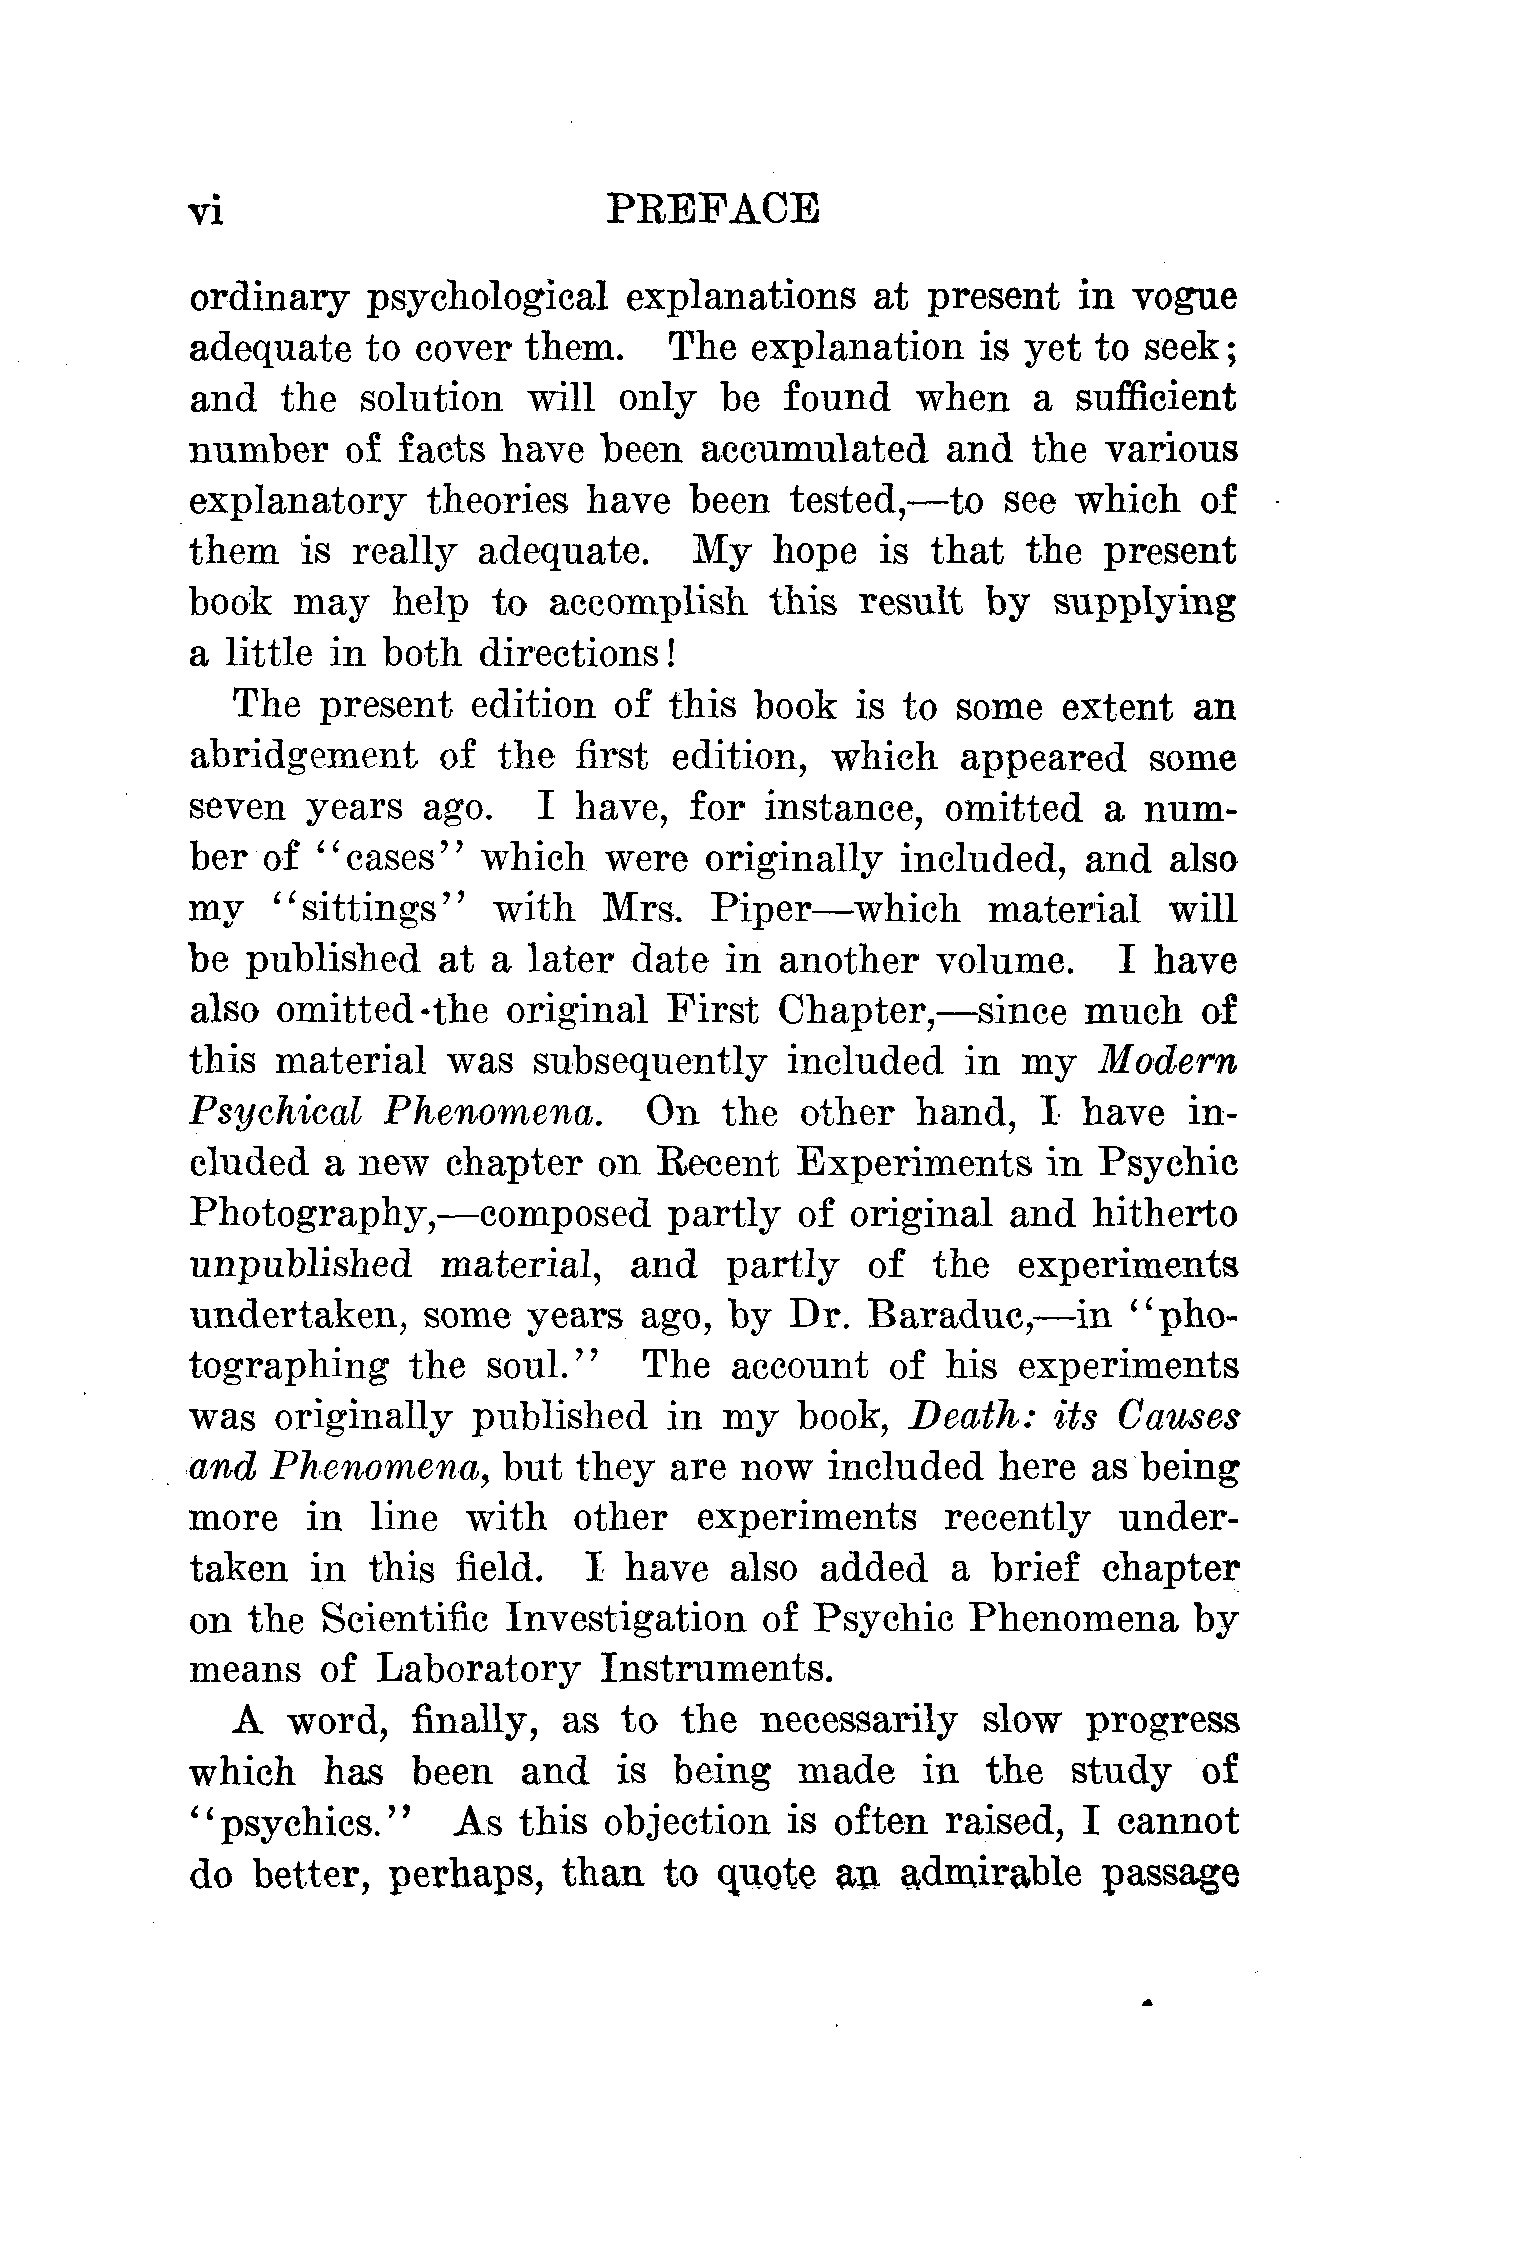 vi PREFACE
ordinary psychological explanations at present in vogue
adequate to cover them. The explanation is yet to seek;
and the solution will only be found when a sufficient
number of facts have been accumulated and the various
explanatory theories have been tested,—to see which of
them is really adequate. My hope is that the present
book may help to accomplish this result by supplying
a little in both directions!
The present edition of this book is to some extent an
abridgement of the first edition, which appeared some
seven years ago. I have, for instance, omitted a num-
ber of "cases" which were originally included, and also
my "sittings" with Mrs. Piper—which material will
be published at a later date in another volume. I have
also omitted the original First Chapter,—since much of
this material was subsequently included in my Modern
Psychical Phenomena. On the other hand, I have in-
cluded a new chapter on Recent Experiments in Psychic
Photography,—composed partly of original and hitherto
unpublished material, and partly of the experiments
undertaken, some years ago, by Dr. Baraduc,—in "pho-
tographing the soul." The account of his experiments
was originally published in my book, Death: its Causes
and Phenomena, but they are now included here as being
more in line with other experiments recently under-
taken in this field. I have also added a brief chapter
on the Scientific Investigation of Psychic Phenomena by
means of Laboratory Instruments.
A word, finally, as to the necessarily slow progress
which has been and is being made in the study of
"psychics." As this objection is often raised, I cannot
do better, perhaps, than to quote an admirable passage